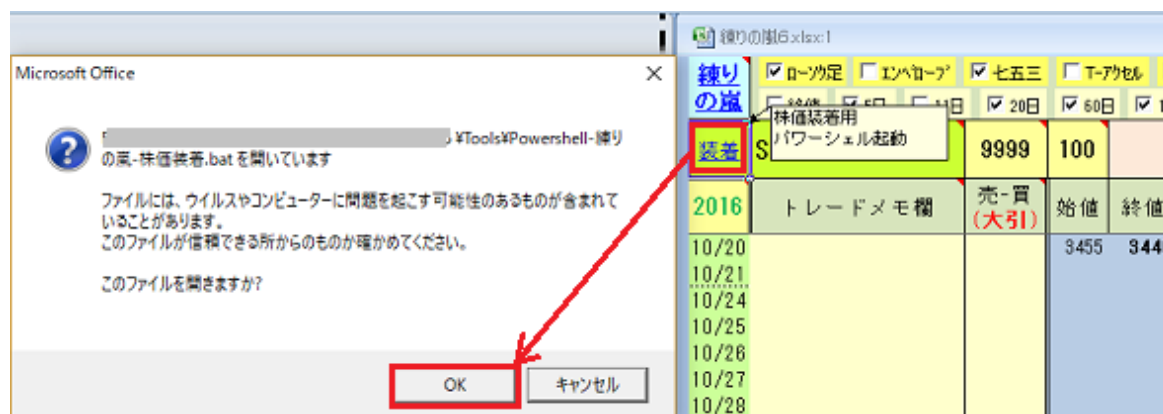 Microsoft Office
¥Tools¥Powershell-練り
の嵐-株価装着.bat を開いています
ファイルには、ウイルスやコンピューターに問題を起こす可能性のあるものが含まれて
いることがあります。
このファイルが信頼できる所からのものか確かめてください。
このファイルを開きますか?
OK
キャンセル
練りの嵐6.xlsx:1
練り
の嵐
ローソク足
エンベロープ
七五三
T-アクセル
5日
20日
60日
株価装着用
パワーシェル起動
装着
S
9999
100
2016
トレードメモ欄
売-買
(大引)
始値
終値
10/20
3455
344
10/21
10/24
10/25
10/26
10/27
10/28